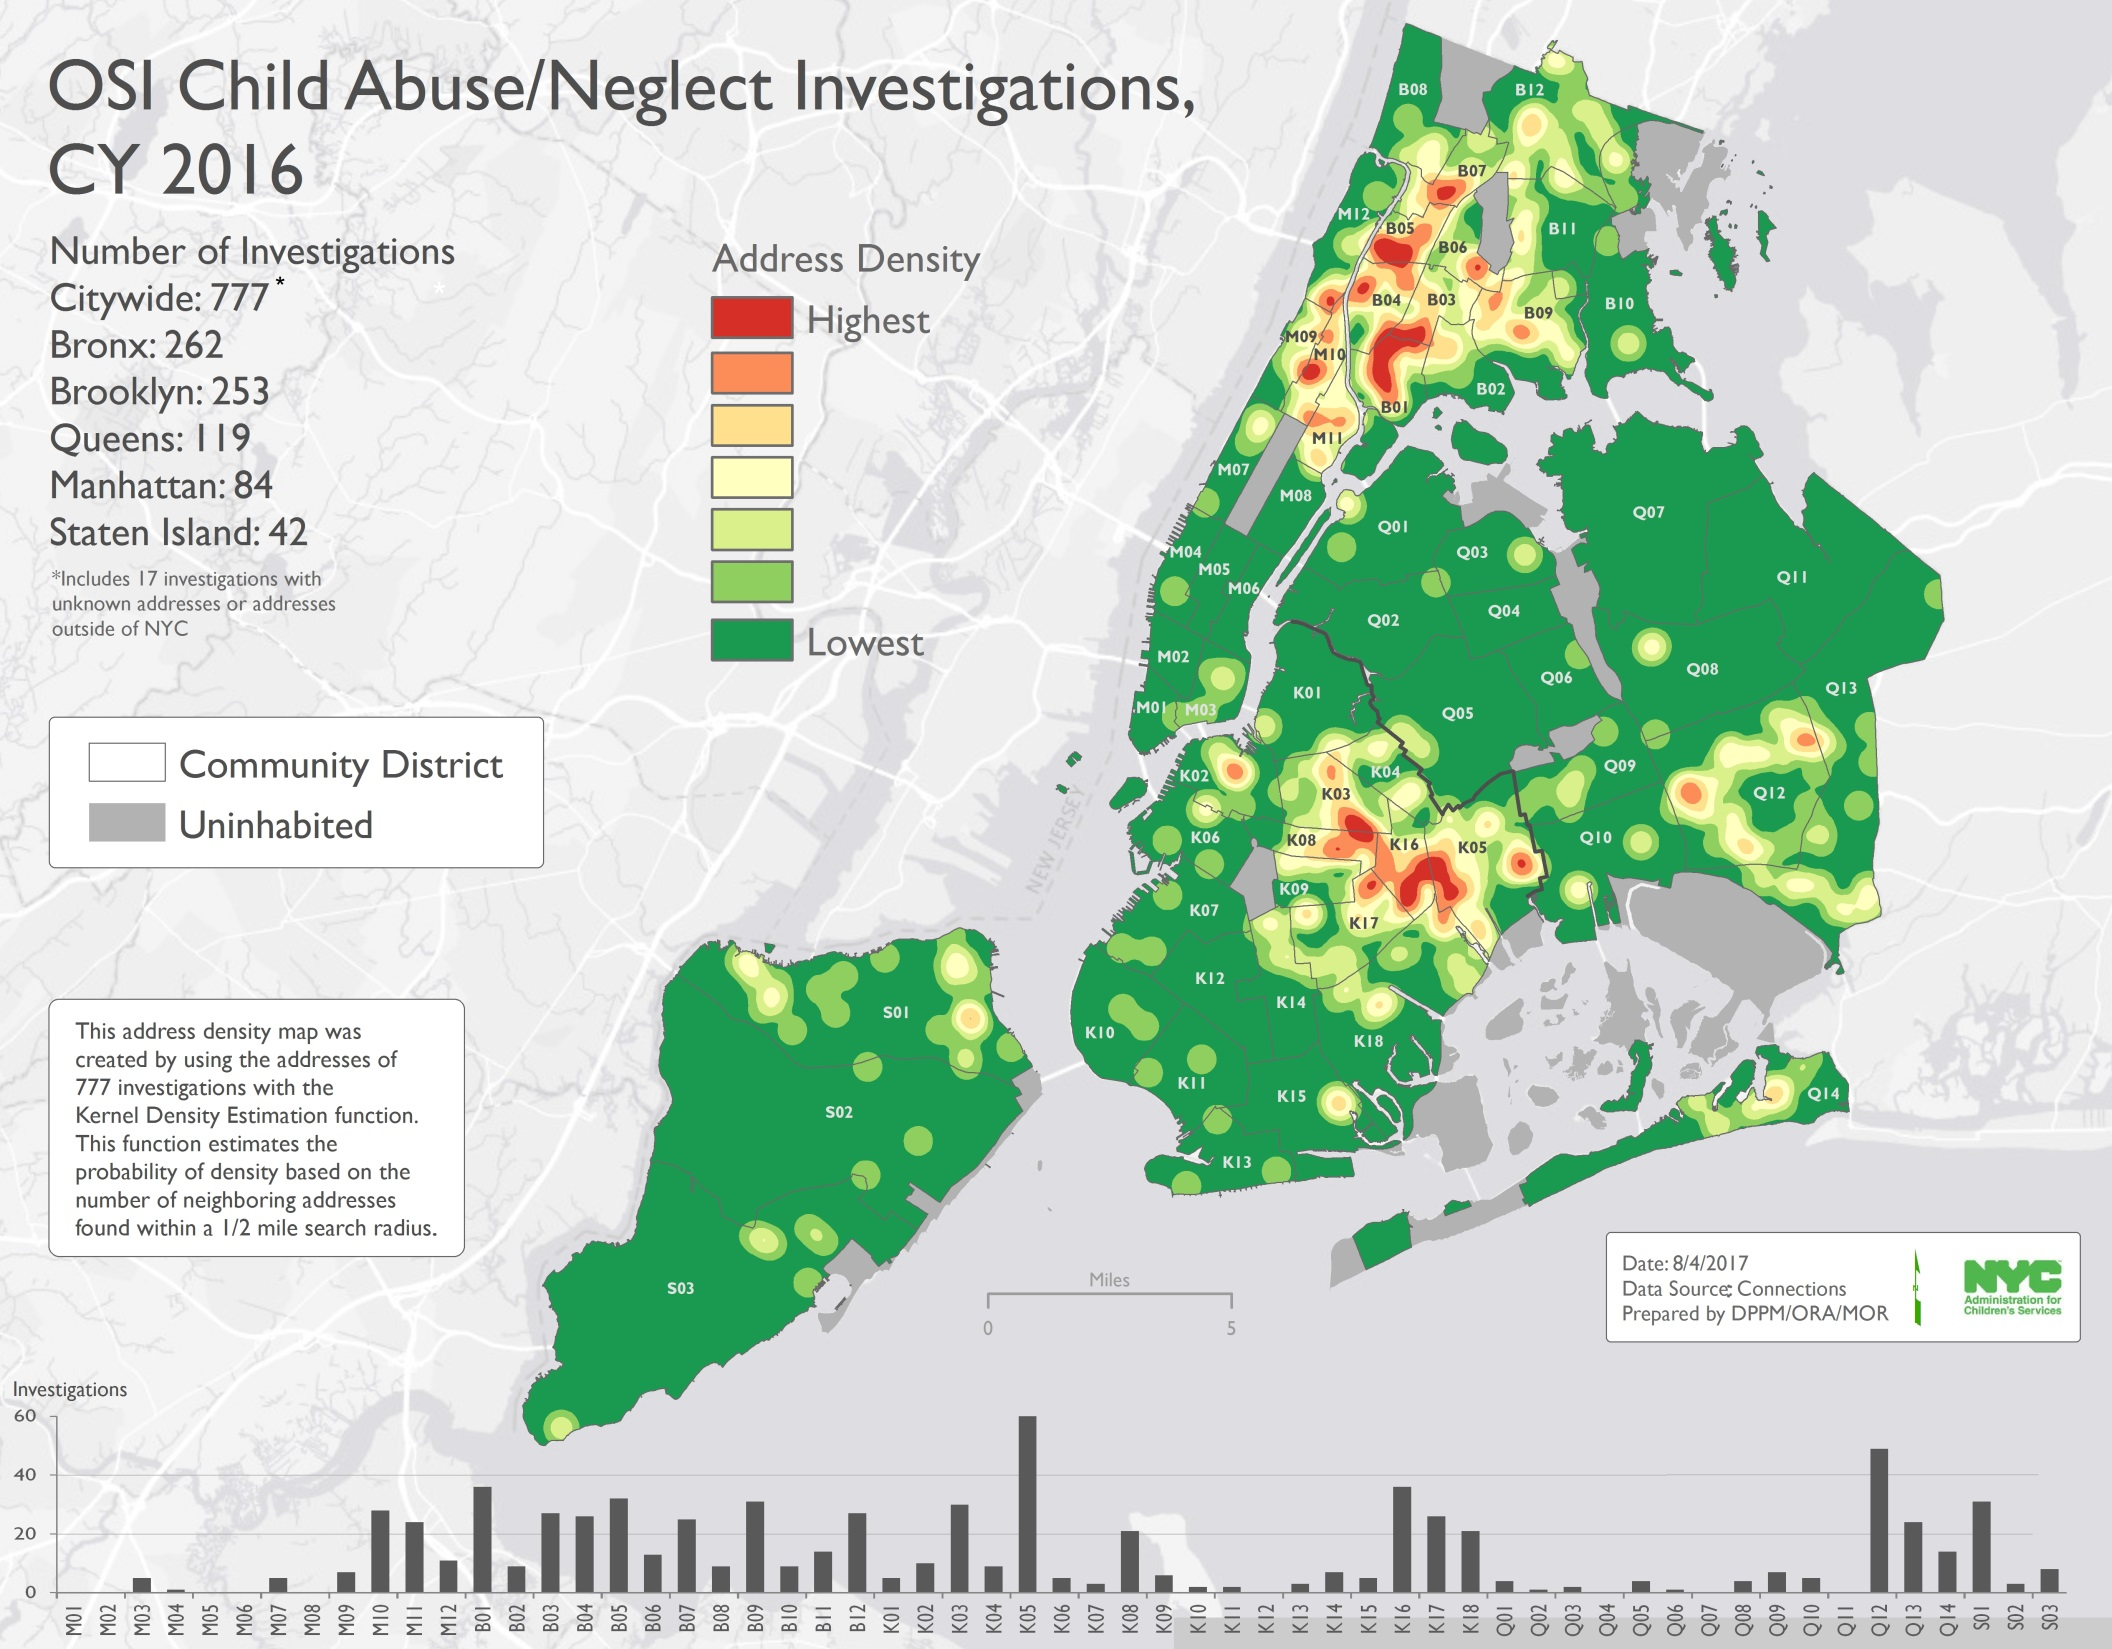 OSI Child Abuse/Neglect Investigations,
CY 2016
Number of Investigations
Citywide: 777*
Bronx: 262
Brooklyn: 253
Queens: 119
Manhattan: 84
Staten Island: 42
*Includes 17 investigations with
unknown addresses or addresses
outside of NYC
Address Density
Highest
Lowest
Community District
Uninhabited
This address density map was
created by using the addresses of
777 investigations with the
Kernel Density Estimation function.
This function estimates the
probability of density based on the
number of neighboring addresses
found within a 1/2 mile search radius.
B08
B12
B07
M12
B05
B06
B11
B04
B03
B10
B09
M09
M10
B02
B01
M11
M07
M08
Q01
Q07
M04
M05
M06
Q03
Q11
Q04
Q02
M02
Q08
Q06
Q13
K01
M01
M03
Q05
K02
K04
Q09
K03
Q12
K06
K08
K16
K05
Q10
K09
K07
K17
K12
K14
S01
K10
K18
K11
K15
Q14
S02
K13
S03
NEW JERSEY
Miles
0 5
Date: 8/4/2017
Data Source: Connections
Prepared by DPPM/ORA/MOR
NYC
Administration for
Children's Services
Investigations
60
40
20
0
M01 M02 M03 M04 M05 M06 M07 M08 M09 M10 M11 M12 B01 B02 B03 B04 B05 B06 B07 B08 B09 B10 B11 B12 K01 K02 K03 K04 K05 K06 K07 K08 K09 K10 K11 K12 K13 K14 K15 K16 K17 K18 Q01 Q02 Q03 Q04 Q05 Q06 Q07 Q08 Q09 Q10 Q11 Q12 Q13 Q14 S01 S02 S03